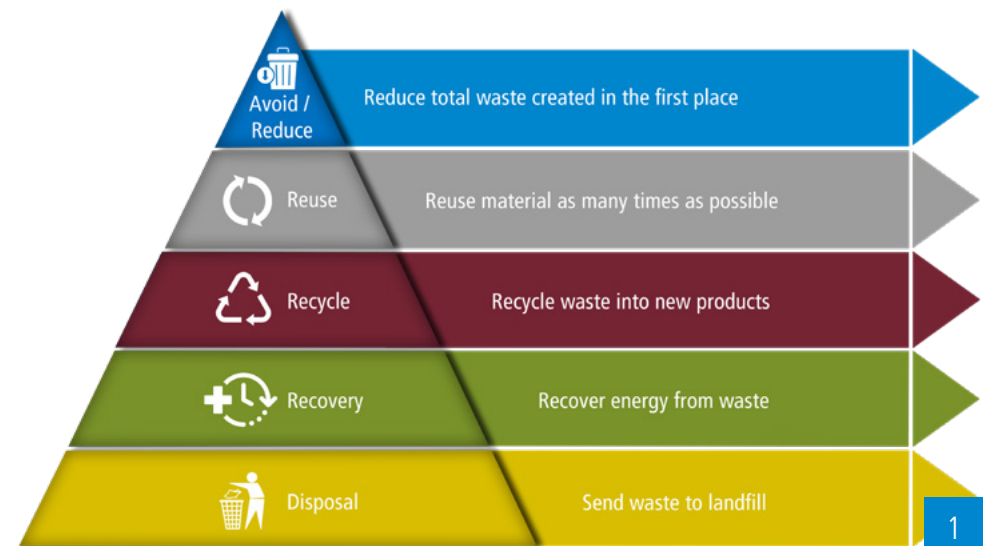 Avoid /
Reduce
Reduce total waste created in the first place
Reuse
Reuse material as many times as possible
Recycle
Recycle waste into new products
Recovery
Recover energy from waste
Disposal
Send waste to landfill
1